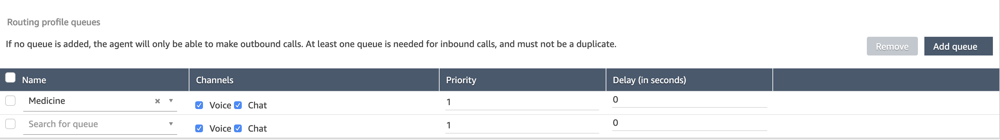 Routing profile queues
If no queue is added, the agent will only be able to make outbound calls. At least one queue is needed for inbound calls, and must not be a duplicate.
Remove Add queue
Name Channels Priority Delay (in seconds)
Medicine Voice Chat 1 0
Search for queue Voice Chat 1 0